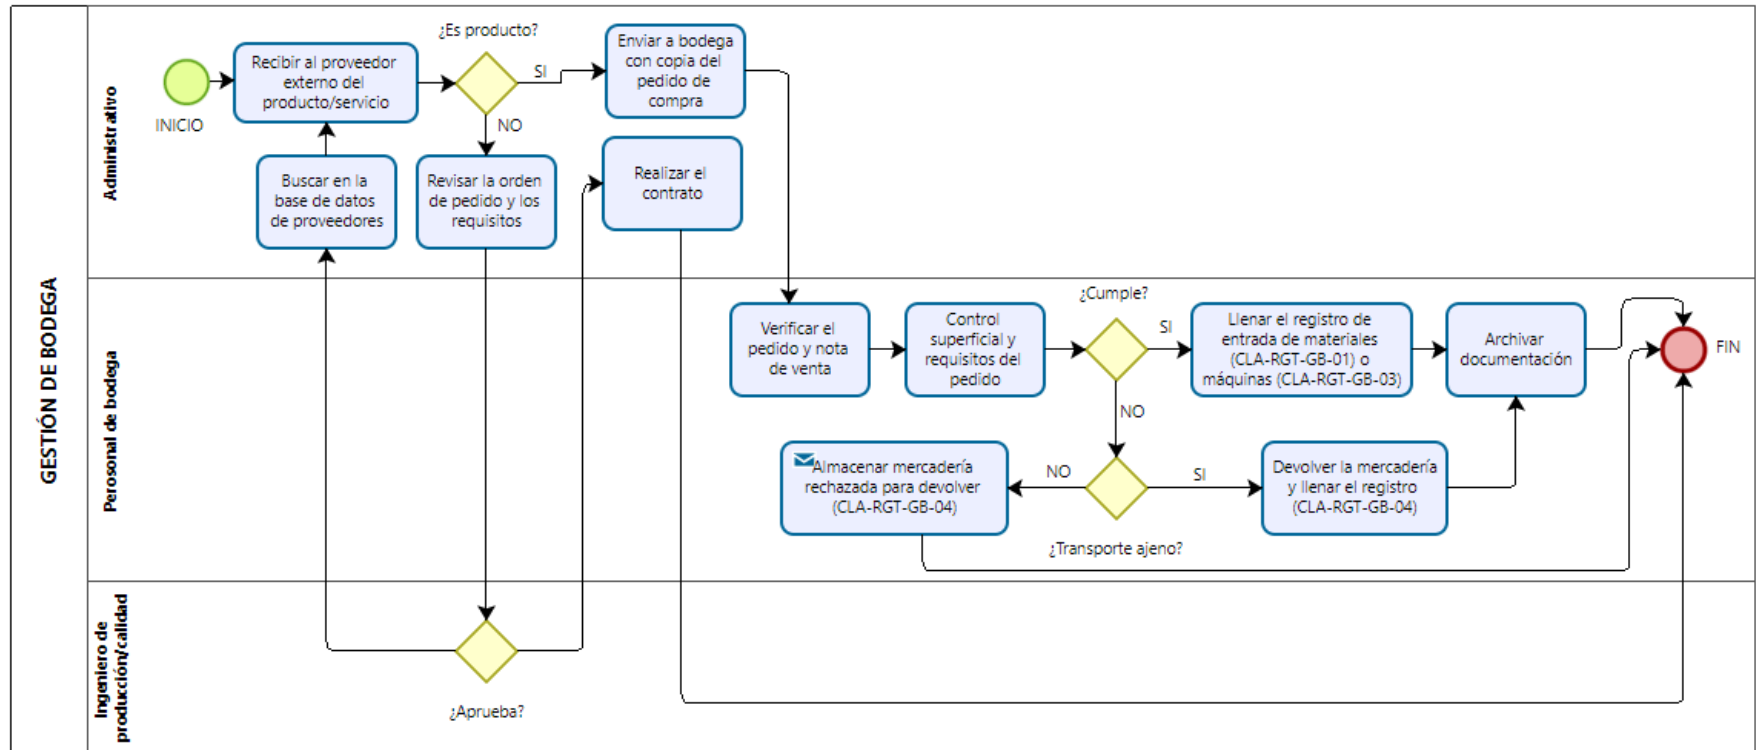 GESTIÓN DE BODEGA
Administrativo
INICIO
Recibir al proveedor
externo del
producto/servicio
¿Es producto?
SI
NO
Enviar a bodega
con copia del
pedido de
compra
Buscar en la
base de datos
de proveedores
Revisar la orden
de pedido y los
requisitos
Realizar el
contrato
Perosonal de bodega
Verificar el
pedido y nota
de venta
Control
superficial y
requisitos del
pedido
¿Cumple?
SI
NO
Llenar el registro de
entrada de materiales
(CLA-RGT-GB-01) o
máquinas (CLA-RGT-GB-03)
Archivar
documentación
FIN
Almacenar mercadería
rechazada para devolver
(CLA-RGT-GB-04)
NO
SI
¿Transporte ajeno?
Devolver la mercadería
y llenar el registro
(CLA-RGT-GB-04)
Ingeniero de
producción/calidad
¿Aprueba?